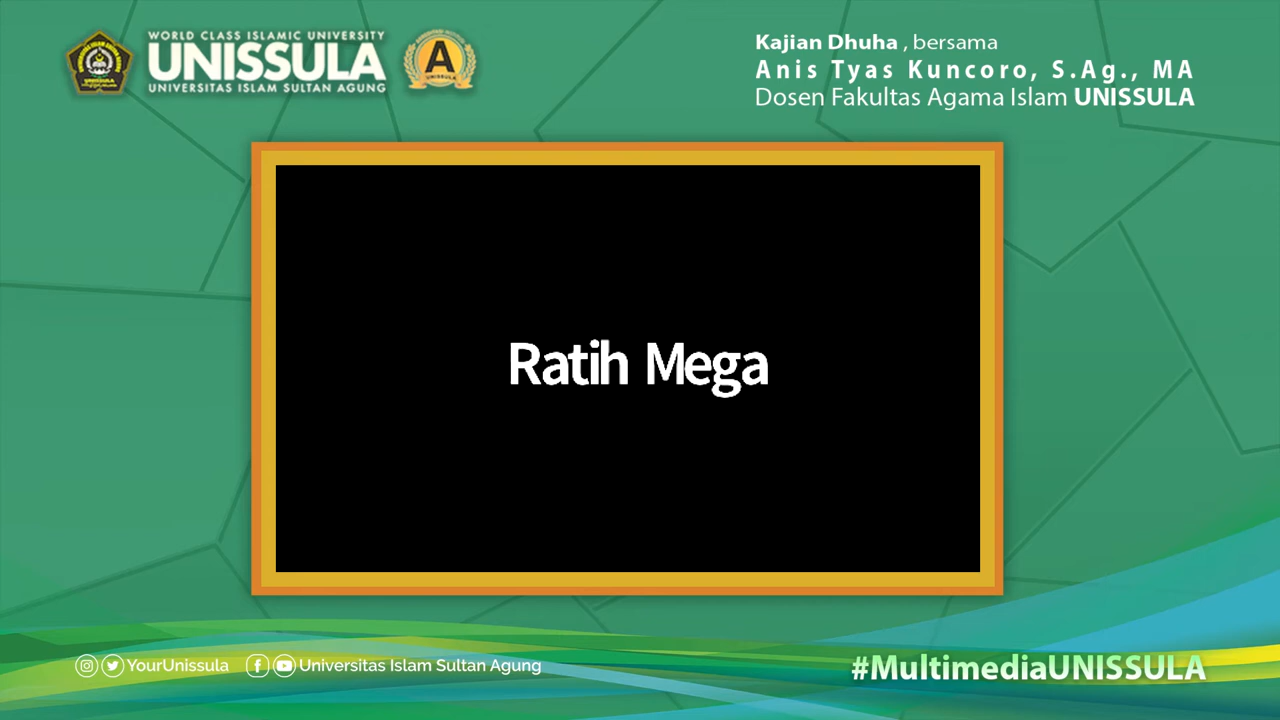 WORLD CLASS ISLAMIC UNIVERSITY
UNISSULA
UNIVERSITAS ISLAM SULTAN AGUNG
A
UNISSULA
Kajian Dhuha , bersama
Anis Tyas Kuncoro, S.Ag., MA
Dosen Fakultas Agama Islam UNISSULA
Ratih Mega
YourUnissula
Universitas Islam Sultan Agung
#MultimediaUNISSULA